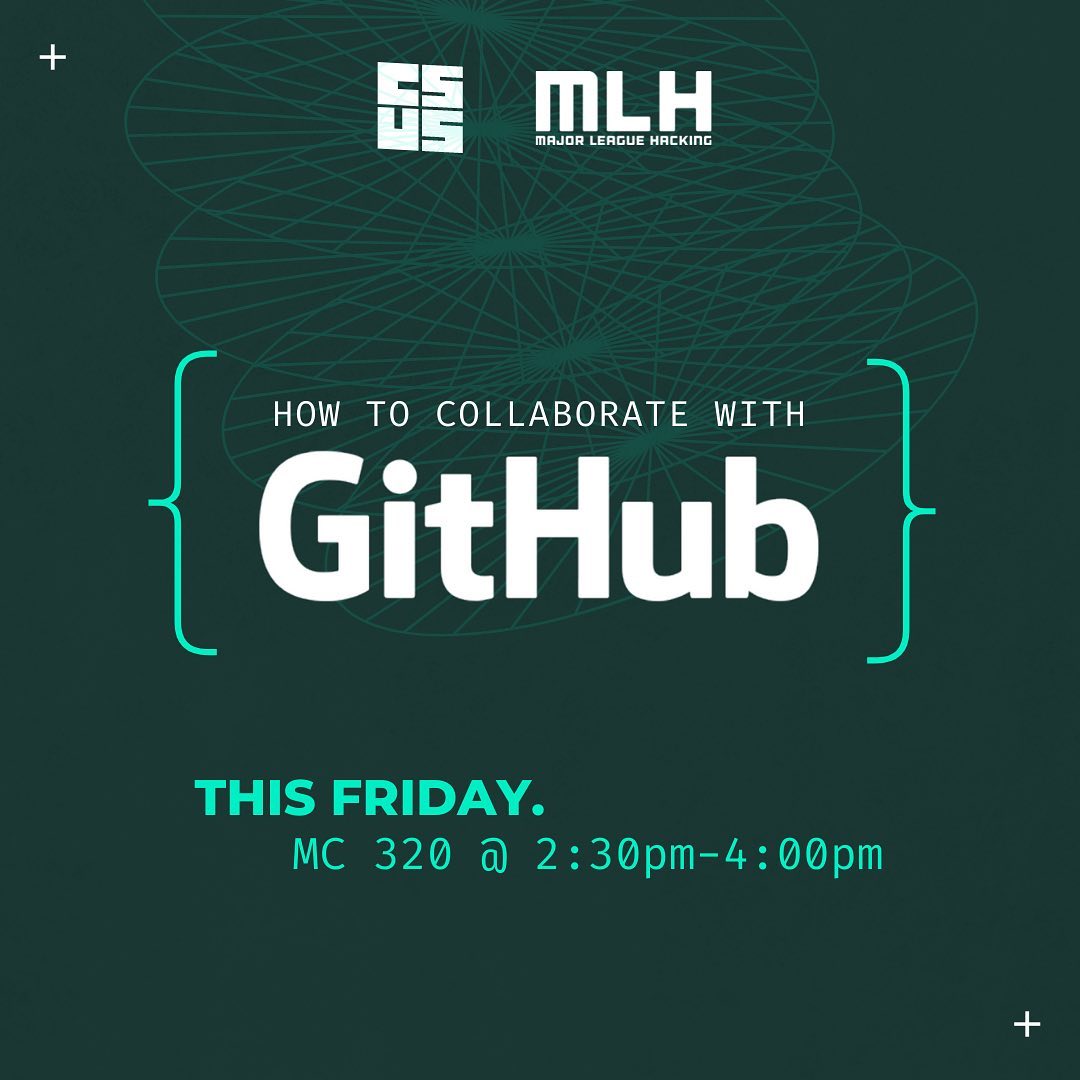 CS
US
MLH
MAJOR LEAGUE HACKING
HOW TO COLLABORATE WITH
GitHub
THIS FRIDAY.
MC 320 @ 2:30pm-4:00pm